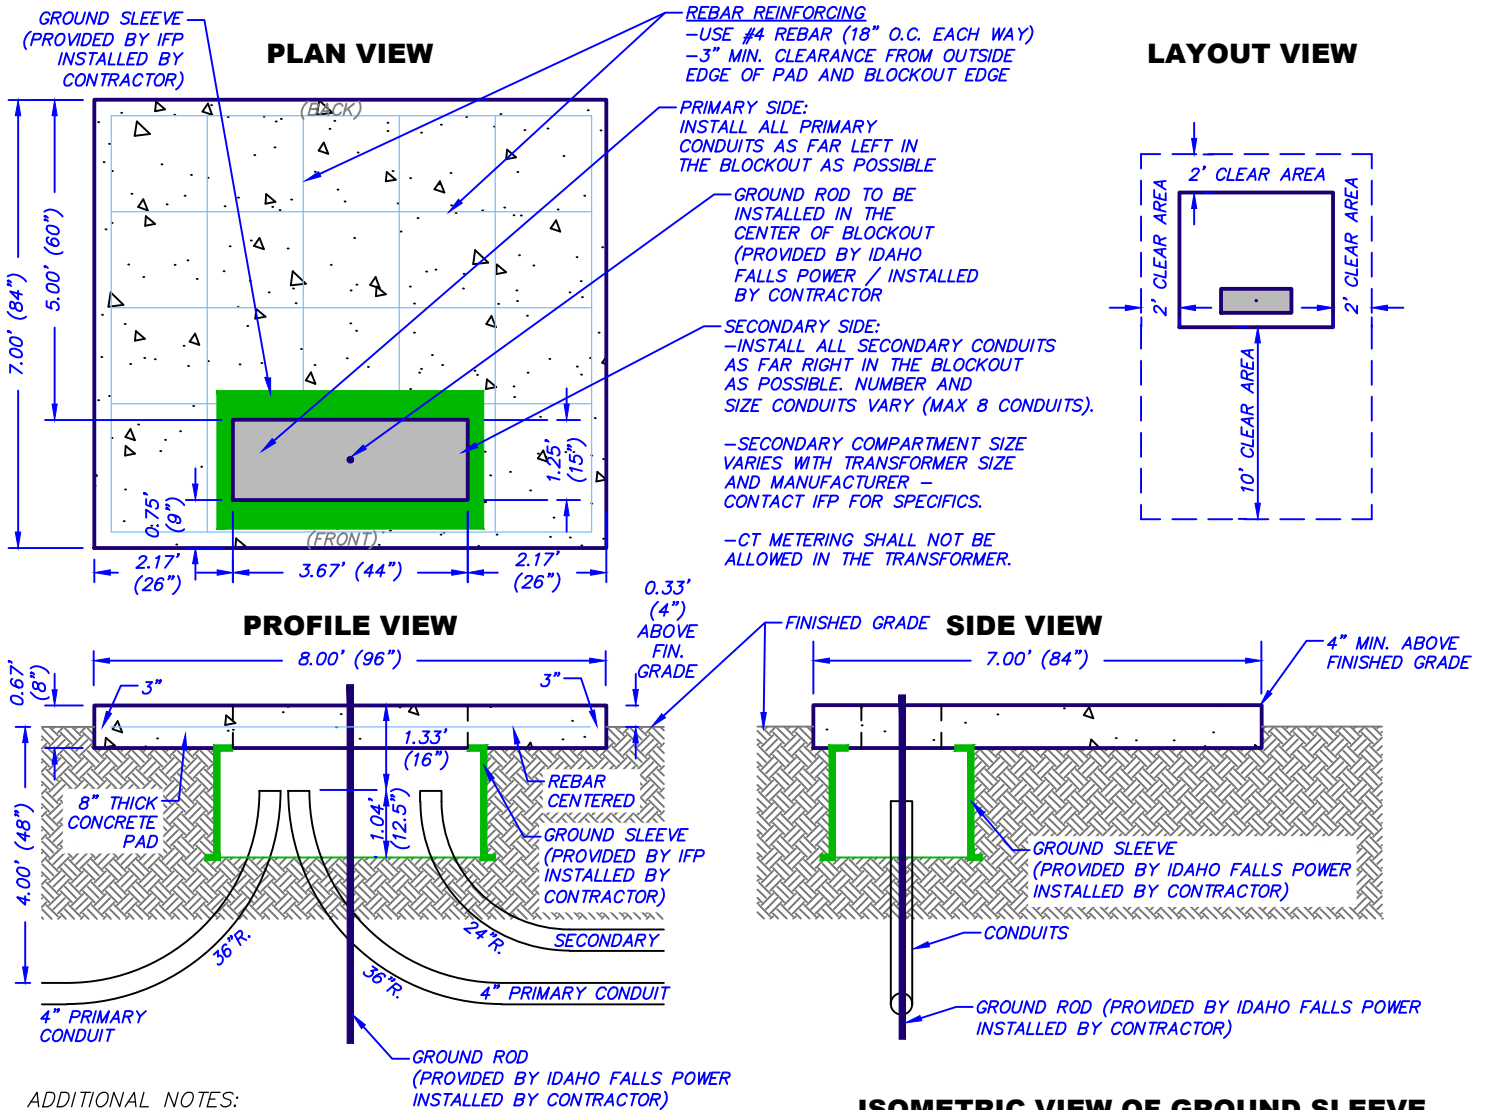 GROUND SLEEVE
(PROVIDED BY IFP
INSTALLED BY
CONTRACTOR)
PLAN VIEW
REBAR REINFORCING
-USE #4 REBAR (18" O.C. EACH WAY)
-3" MIN. CLEARANCE FROM OUTSIDE
EDGE OF PAD AND BLOCKOUT EDGE
LAYOUT VIEW
(BACK)
PRIMARY SIDE:
INSTALL ALL PRIMARY
CONDUITS AS FAR LEFT IN
THE BLOCKOUT AS POSSIBLE
GROUND ROD TO BE
INSTALLED IN THE
CENTER OF BLOCKOUT
(PROVIDED BY IDAHO
FALLS POWER / INSTALLED
BY CONTRACTOR
SECONDARY SIDE:
-INSTALL ALL SECONDARY CONDUITS
AS FAR RIGHT IN THE BLOCKOUT
AS POSSIBLE. NUMBER AND
SIZE CONDUITS VARY (MAX 8 CONDUITS).
-SECONDARY COMPARTMENT SIZE
VARIES WITH TRANSFORMER SIZE
AND MANUFACTURER -
CONTACT IFP FOR SPECIFICS.
-CT METERING SHALL NOT BE
ALLOWED IN THE TRANSFORMER.
7.00' (84")
5.00' (60")
0.75'
(9")
1.25'
(15")
(FRONT)
2.17'
(26")
3.67' (44")
2.17'
(26")
2' CLEAR AREA
2' CLEAR AREA
2' CLEAR AREA
10' CLEAR AREA
PROFILE VIEW
8.00' (96")
0.67'
(8")
3"
3"
0.33'
(4")
ABOVE
FIN.
GRADE
FINISHED GRADE
1.33'
(16")
1.04'
(12.5")
4.00' (48")
8" THICK
CONCRETE
PAD
REBAR
CENTERED
GROUND SLEEVE
(PROVIDED BY IFP
INSTALLED BY
CONTRACTOR)
36"R.
36"R.
24"R.
SECONDARY
4" PRIMARY CONDUIT
4" PRIMARY
CONDUIT
GROUND ROD
(PROVIDED BY IDAHO FALLS POWER
INSTALLED BY CONTRACTOR)
SIDE VIEW
7.00' (84")
4" MIN. ABOVE
FINISHED GRADE
GROUND SLEEVE
(PROVIDED BY IDAHO FALLS POWER
INSTALLED BY CONTRACTOR)
CONDUITS
GROUND ROD (PROVIDED BY IDAHO FALLS POWER
INSTALLED BY CONTRACTOR)
ADDITIONAL NOTES:
ISOMETRIC VIEW OF GROUND SLEEVE